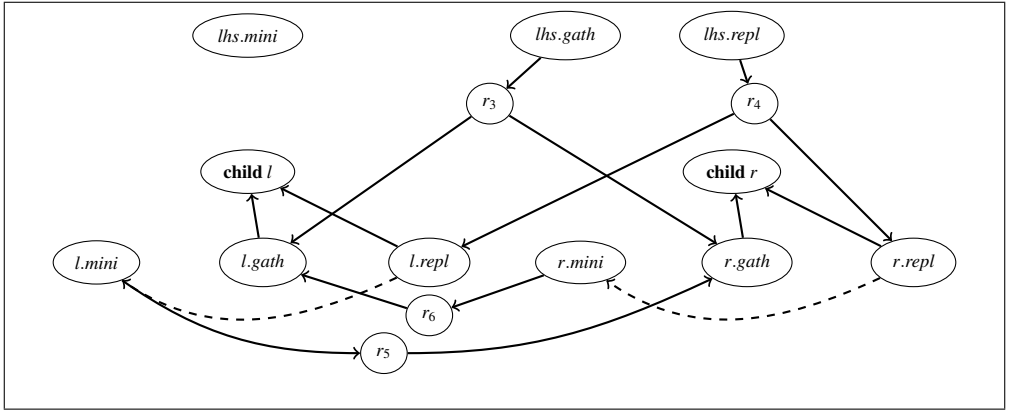 lhs.mini lhs.gath lhs.repl
r3 r4
child l child r
l.mini l.gath l.repl r.mini r.gath r.repl
r6
r5